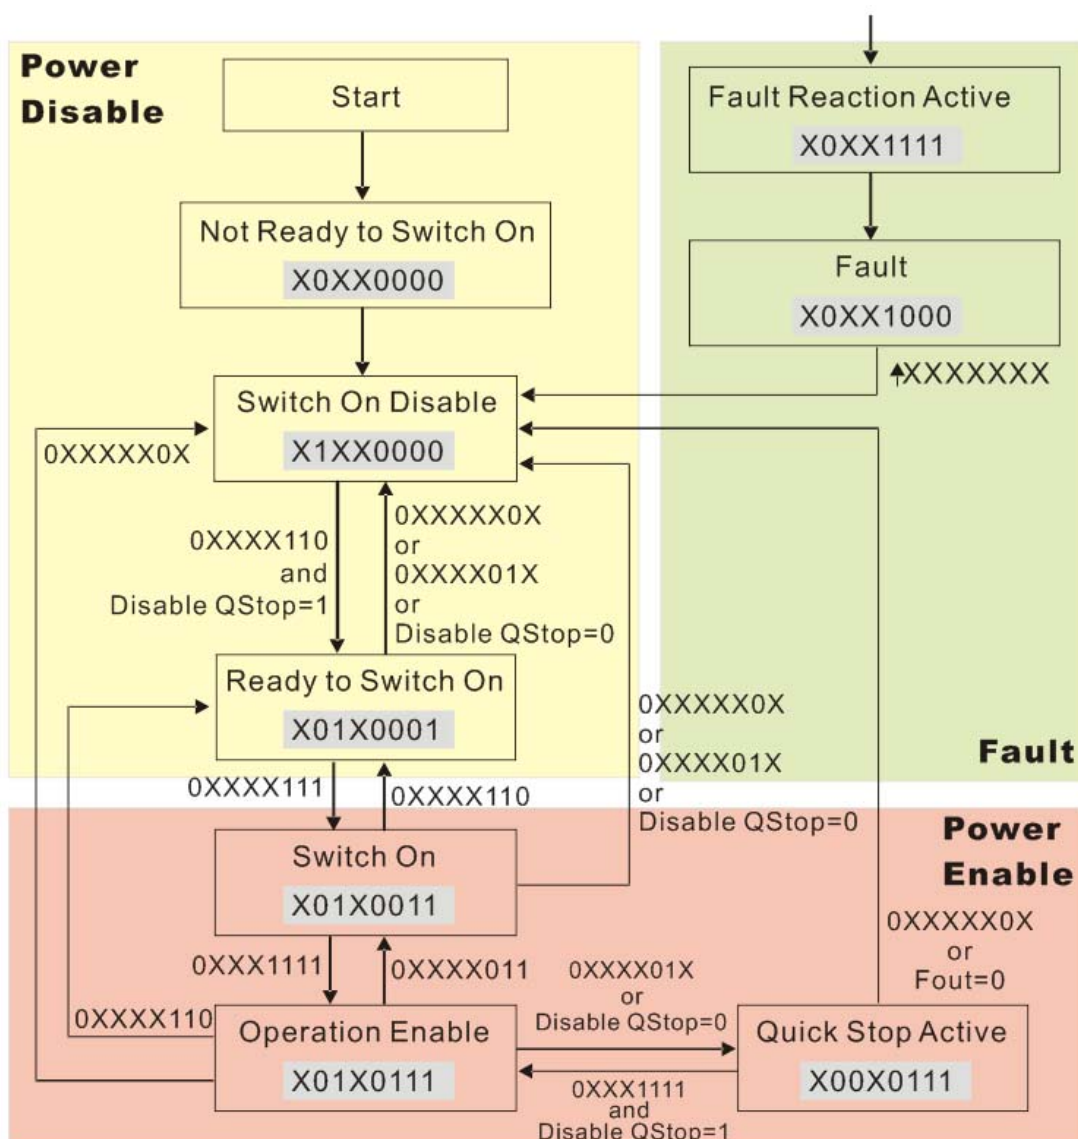 Power
Disable
Start
Not Ready to Switch On
X0XX0000
Switch On Disable
X1XX0000
0XXXXX0X
0XXXX110
and
Disable QStop=1
0XXXXX0X
or
0XXXX01X
or
Disable QStop=0
Ready to Switch On
X01X0001
0XXXX111
0XXXX110
Fault Reaction Active
X0XX1111
Fault
X0XX1000
XXXXXXX
Fault
0XXXXX0X
or
0XXXX01X
or
Disable QStop=0
Power
Enable
Switch On
X01X0011
0XXX1111
0XXXX011
0XXXX110
Operation Enable
X01X0111
0XXXX01X
or
Disable QStop=0
0XXX1111
and
Disable QStop=1
0XXXXX0X
or
Fout=0
Quick Stop Active
X00X0111